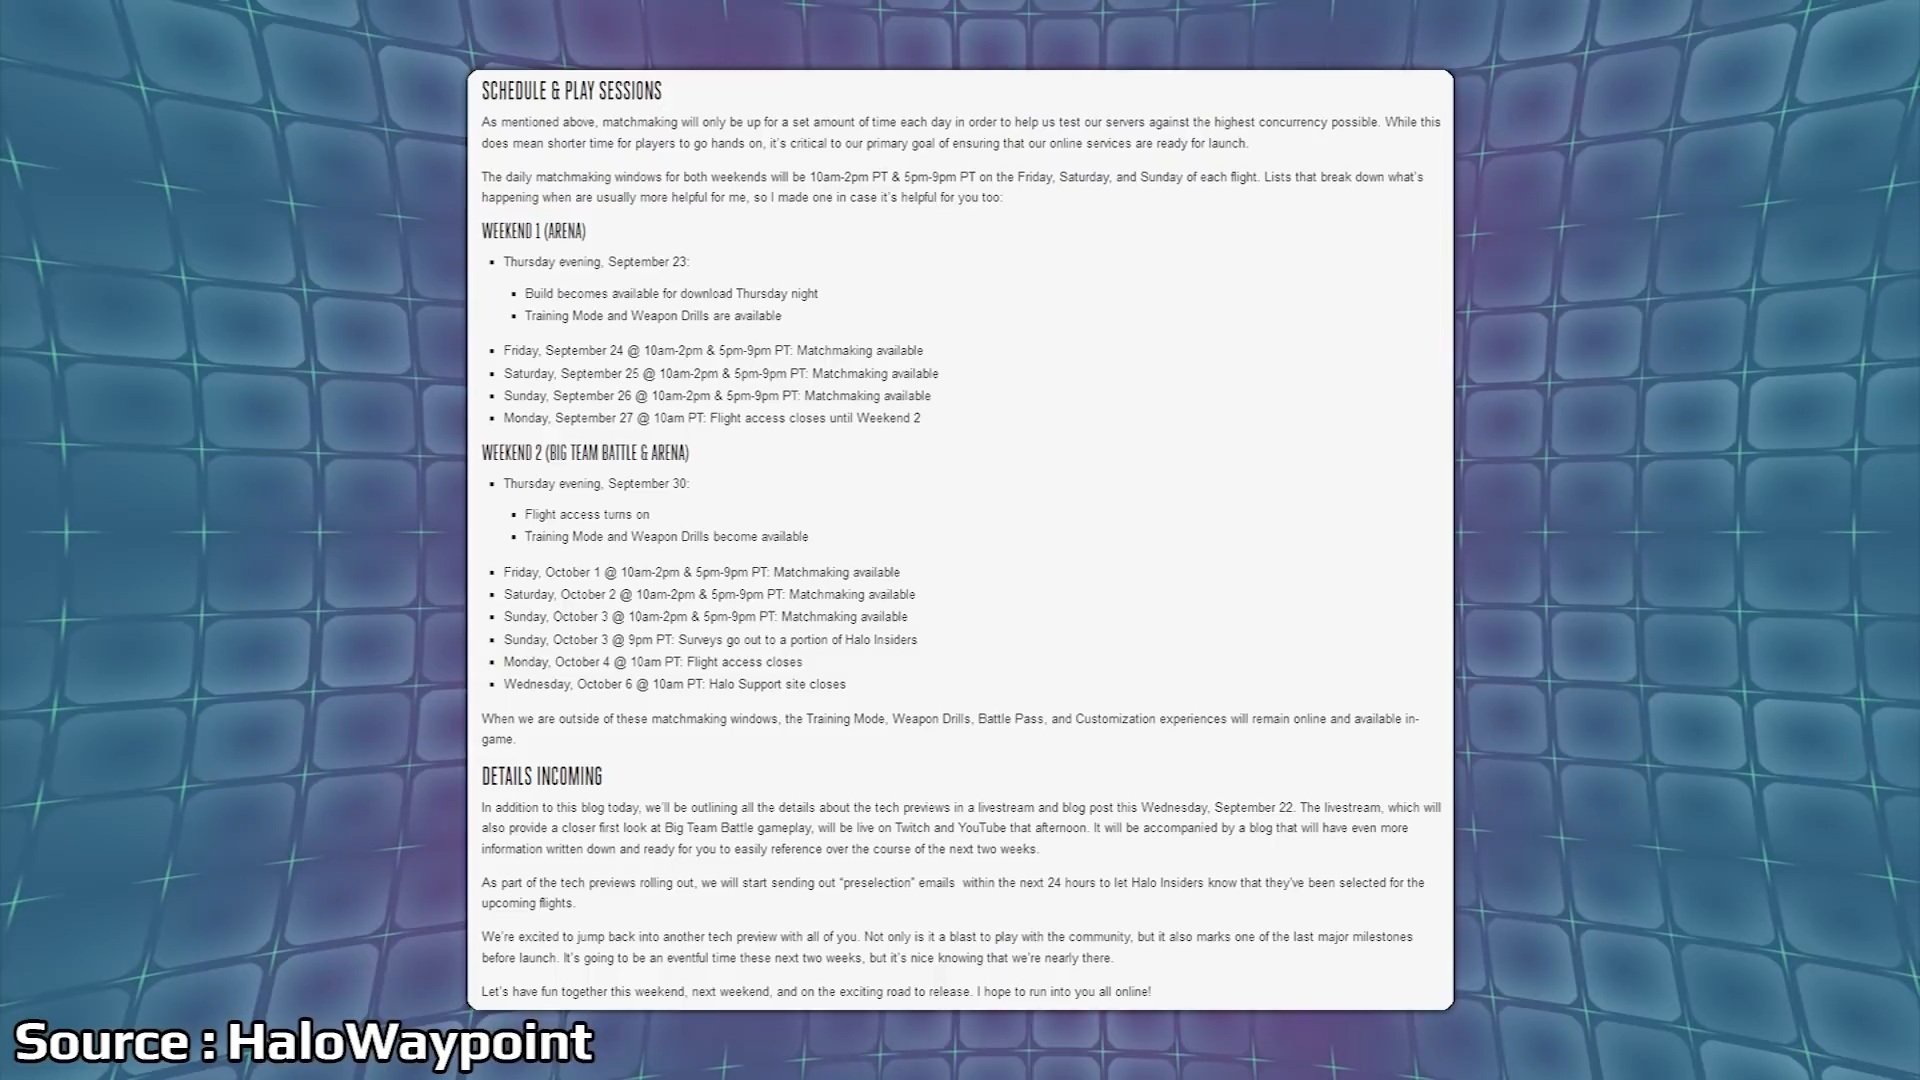 SCHEDULE & PLAY SESSIONS
As mentioned above, matchmaking will only be up for a set amount of time each day in order to help us test our servers against the highest concurrency possible. While this
does mean shorter time for players to go hands on, it's critical to our primary goal of ensuring that our online services are ready for launch.
The daily matchmaking windows for both weekends will be 10am-2pm PT & 5pm-9pm PT on the Friday, Saturday, and Sunday of each flight. Lists that break down what's
happening when are usually more helpful for me, so I made one in case it's helpful for you too:
WEEKEND 1 (ARENA)
▪ Thursday evening, September 23:
▪ Build becomes available for download Thursday night
▪ Training Mode and Weapon Drills are available
▪ Friday, September 24 @ 10am-2pm & 5pm-9pm PT: Matchmaking available
▪ Saturday, September 25 @ 10am-2pm & 5pm-9pm PT: Matchmaking available
▪ Sunday, September 26 @ 10am-2pm & 5pm-9pm PT: Matchmaking available
▪ Monday, September 27 @ 10am PT: Flight access closes until Weekend 2
WEEKEND 2 (BIG TEAM BATTLE & ARENA)
▪ Thursday evening, September 30:
▪ Flight access turns on
▪ Training Mode and Weapon Drills become available
▪ Friday, October 1 @ 10am-2pm & 5pm-9pm PT: Matchmaking available
▪ Saturday, October 2 @ 10am-2pm & 5pm-9pm PT: Matchmaking available
▪ Sunday, October 3 @ 10am-2pm & 5pm-9pm PT: Matchmaking available
▪ Sunday, October 3 @ 9pm PT: Surveys go out to a portion of Halo Insiders
▪ Monday, October 4 @ 10am PT: Flight access closes
▪ Wednesday, October 6 @ 10am PT: Halo Support site closes
When we are outside of these matchmaking windows, the Training Mode, Weapon Drills, Battle Pass, and Customization experiences will remain online and available in-
game.
DETAILS INCOMING
In addition to this blog today, we'll be outlining all the details about the tech previews in a livestream and blog post this Wednesday, September 22. The livestream, which will
also provide a closer first look at Big Team Battle gameplay, will be live on Twitch and YouTube that afternoon. It will be accompanied by a blog that will have even more
information written down and ready for you to easily reference over the course of the next two weeks.
As part of the tech previews rolling out, we will start sending out "preselection" emails within the next 24 hours to let Halo Insiders know that they've been selected for the
upcoming flights.
We're excited to jump back into another tech preview with all of you. Not only is it a blast to play with the community, but it also marks one of the last major milestones
before launch. It's going to be an eventful time these next two weeks, but it's nice knowing that we're nearly there.
Let's have fun together this weekend, next weekend, and on the exciting road to release. I hope to run into you all online!
Source : HaloWaypoint